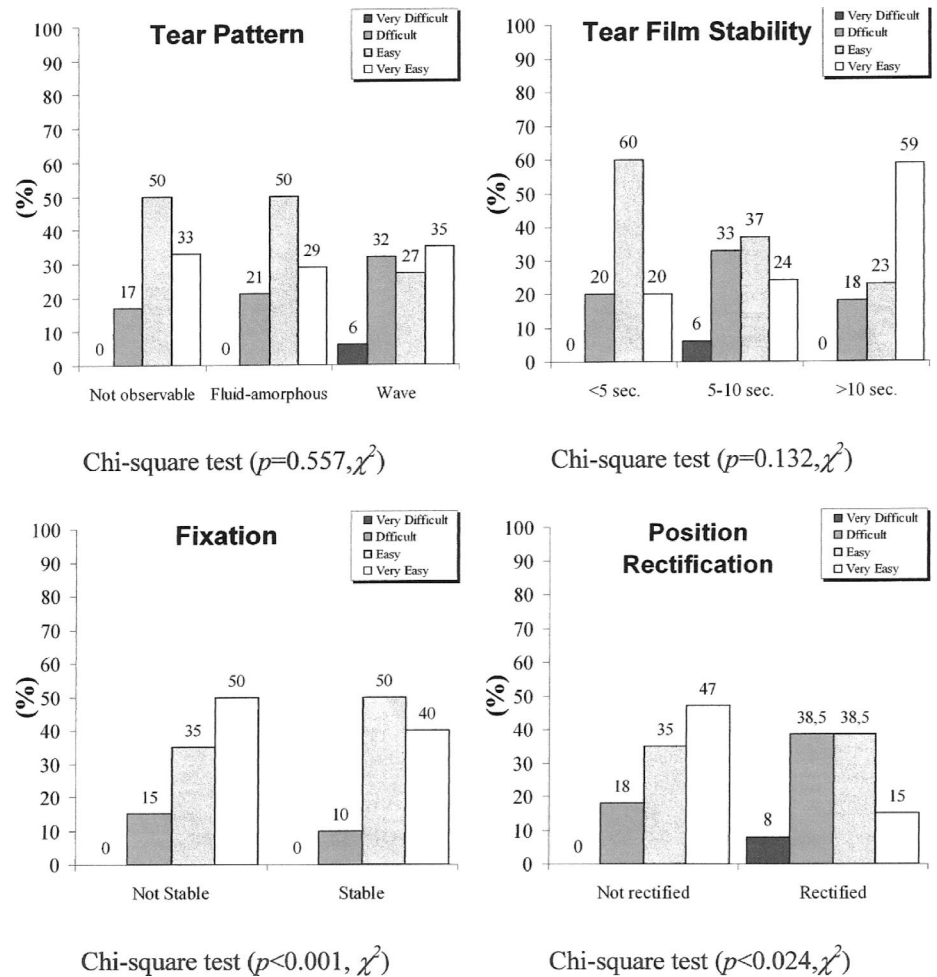 Tear Pattern
Very Difficult
Dfficult
Easy
Very Easy
100
90
80
70
60
50
40
30
20
10
0
(%)
0 17 50 33
0 21 50 29
6 32 27 35
Not observable Fluid-amorphous Wave
Chi-square test (p=0.557,χ²)
Tear Film Stability
Very Difficult
Dfficult
Easy
Very Easy
100
90
80
70
60
50
40
30
20
10
0
(%)
0 20 60 20
6 33 37 24
0 18 23 59
<5 sec. 5-10 sec. >10 sec.
Chi-square test (p=0.132,χ²)
Fixation
Very Difficult
Dfficult
Easy
Very Easy
100
90
80
70
60
50
40
30
20
10
0
(%)
0 15 35 50
0 10 50 40
Not Stable Stable
Chi-square test (p<0.001, χ²)
Position
Rectification
Very Difficult
Dfficult
Easy
Very Easy
100
90
80
70
60
50
40
30
20
10
0
(%)
0 18 35 47
8 38,5 38,5 15
Not rectified Rectified
Chi-square test (p<0.024,χ²)